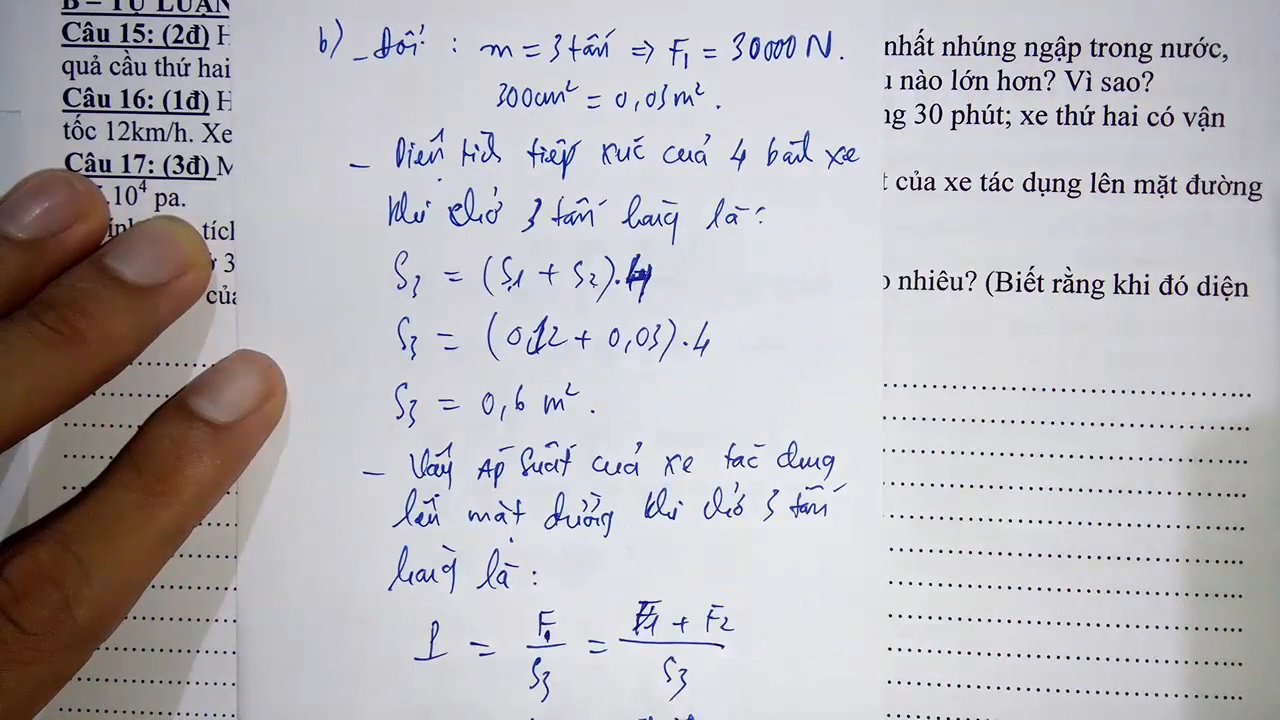 B – TỰ LUẬN
Câu 15: (2đ) H
quả cầu thứ hai
Câu 16: (1đ) H
tốc 12km/h. Xe
Câu 17: (3đ) M
.10⁴ pa.
tích
3
của
b) - Đổi : m = 3 tấn => F₁ = 30000 N.
300cm² = 0,03 m².
- Diện tích tiếp xúc của 4 bánh xe
khi chở 3 tấn hàng là:
S₃ = (S₁ + S₂).4
S₃ = (0,12 + 0,03).4
S₃ = 0,6 m².
- Vậy áp suất của xe tác dụng
lên mặt đường khi chở 3 tấn
hàng là :
P = F/S₃ = F₁ + F₂/S₃
nhất nhúng ngập trong nước,
nào lớn hơn? Vì sao?
ng 30 phút; xe thứ hai có vận
t của xe tác dụng lên mặt đường
nhiêu? (Biết rằng khi đó diện